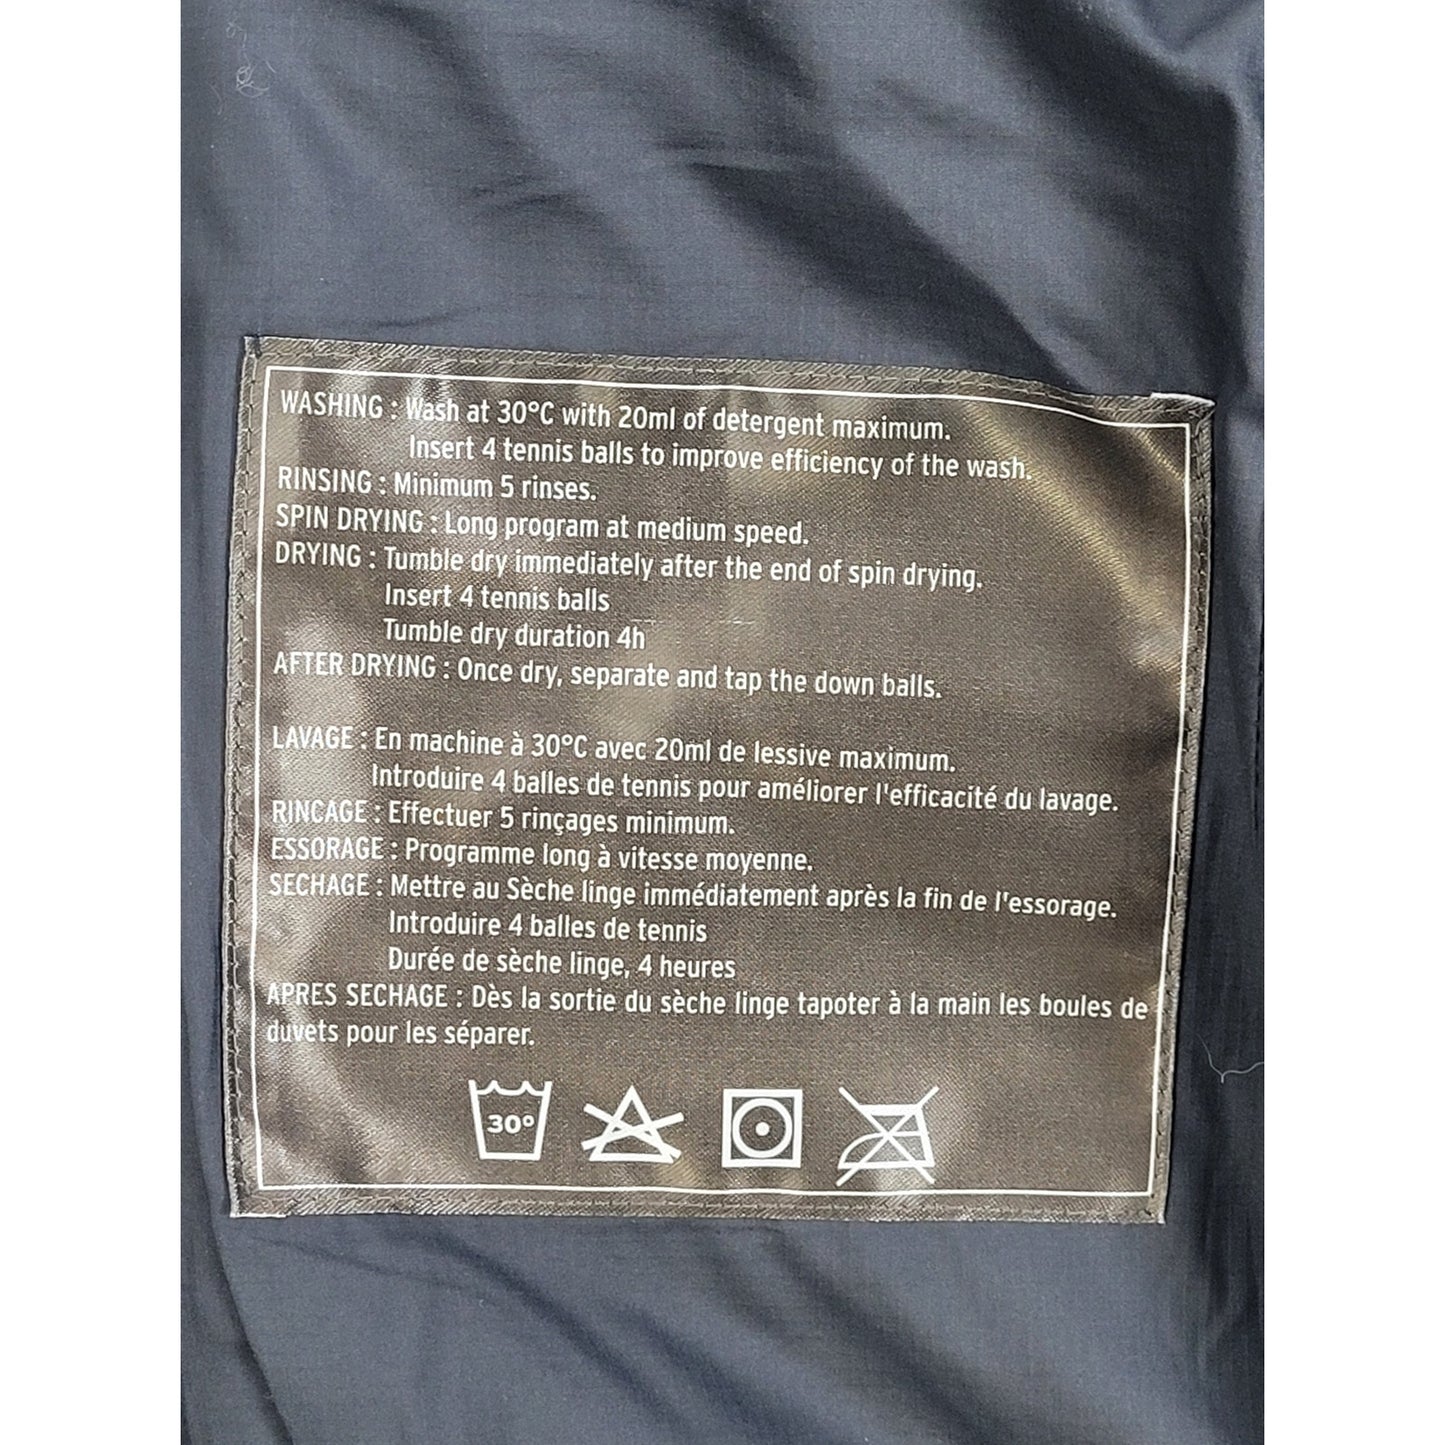 WASHING : Wash at 30°C with 20ml of detergent maximum.
Insert 4 tennis balls to improve efficiency of the wash.
RINSING : Minimum 5 rinses.
SPIN DRYING : Long program at medium speed.
DRYING : Tumble dry immediately after the end of spin drying.
Insert 4 tennis balls
Tumble dry duration 4h
AFTER DRYING : Once dry, separate and tap the down balls.
LAVAGE : En machine à 30°C avec 20ml de lessive maximum.
Introduire 4 balles de tennis pour améliorer l'efficacité du lavage.
RINCAGE : Effectuer 5 rinçages minimum.
ESSORAGE : Programme long à vitesse moyenne.
SECHAGE : Mettre au Sèche linge immédiatement après la fin de l'essorage.
Introduire 4 balles de tennis
Durée de sèche linge, 4 heures
APRES SECHAGE : Dès la sortie du sèche linge tapoter à la main les boules de
duvets pour les séparer.
30°